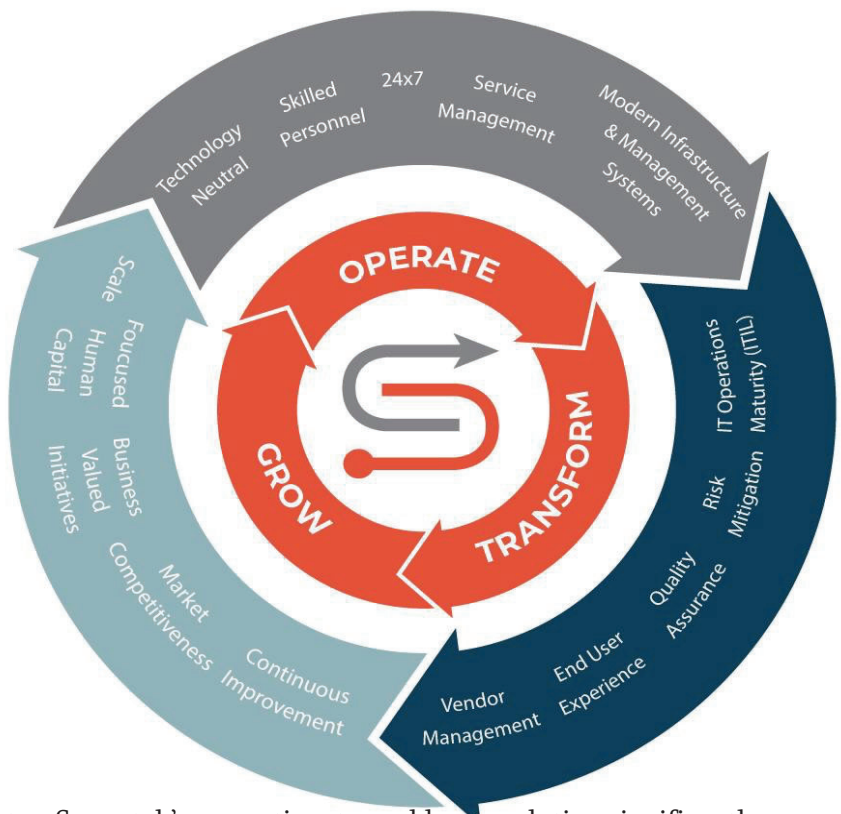 Technology
Neutral
Skilled
Personnel
24x7
Service
Management
Modern Infrastructure
& Management
Systems
IT Operations
Maturity (ITIL)
Risk
Mitigation
Quality
Assurance
End User
Experience
Vendor
Management
Continuous
Improvement
Market
Competitiveness
Business
Valued
Initiatives
Foucused
Human
Capital
Scale
OPERATE
TRANSFORM
GROW